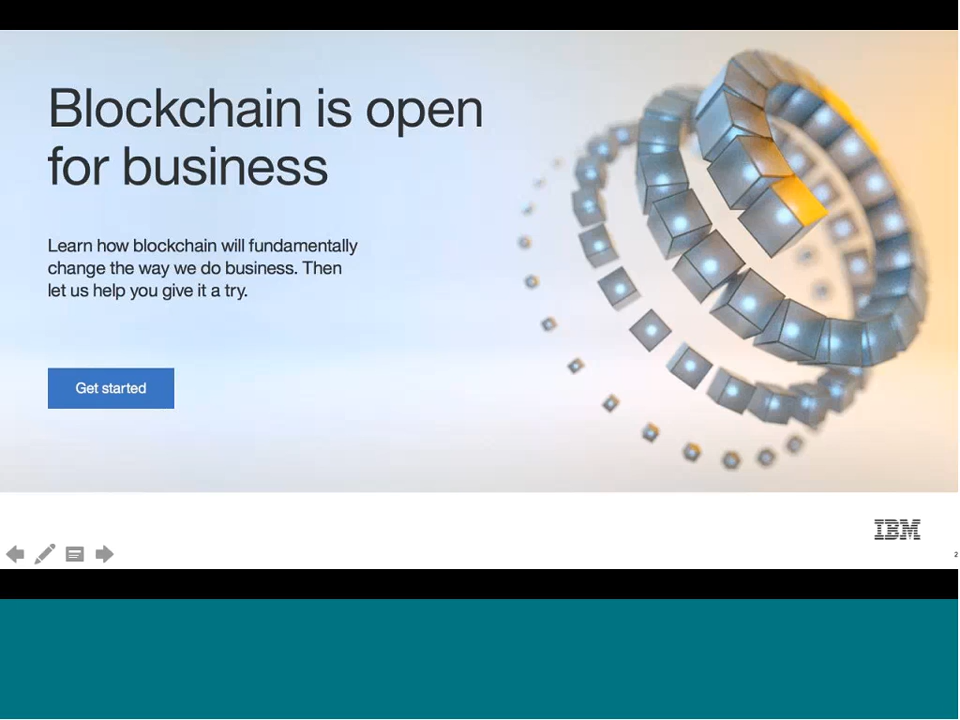 Blockchain is open
for business
Learn how blockchain will fundamentally
change the way we do business. Then
let us help you give it a try.
Get started
IBM
2